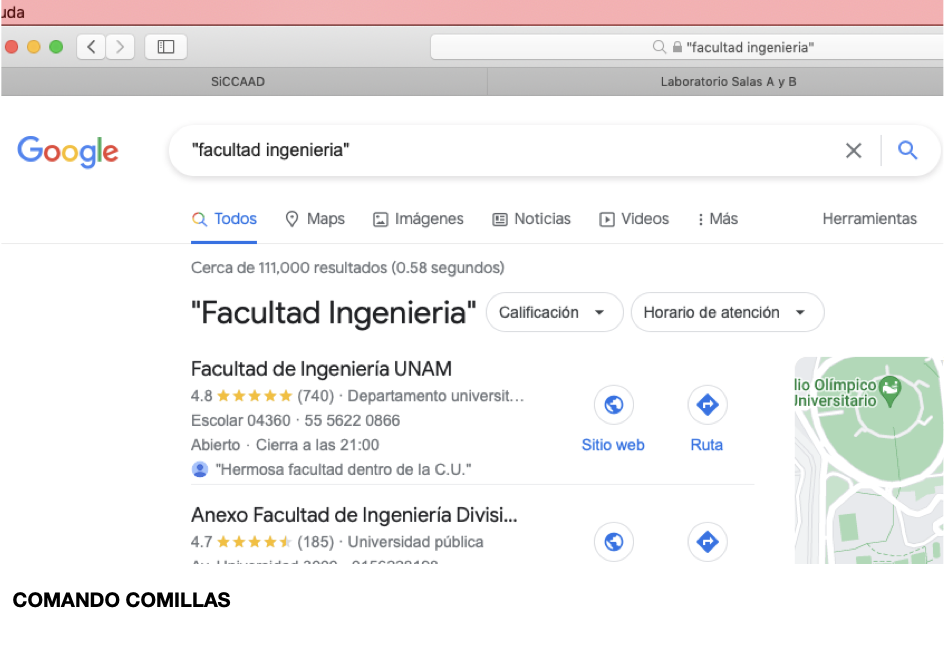 uda
"facultad ingenieria"
SiCCAAD
Laboratorio Salas A y B
Google
"facultad ingenieria"
Todos Maps Imágenes Noticias Videos Más Herramientas
Cerca de 111,000 resultados (0.58 segundos)
"Facultad Ingenieria" Calificación Horario de atención
Facultad de Ingeniería UNAM
4.8 (740) · Departamento universit...
Escolar 04360 · 55 5622 0866
Abierto · Cierra a las 21:00
"Hermosa facultad dentro de la C.U."
Sitio web
Ruta
lio Olímpico
Universitario
Anexo Facultad de Ingeniería Divisi...
4.7 (185) · Universidad pública
COMANDO COMILLAS